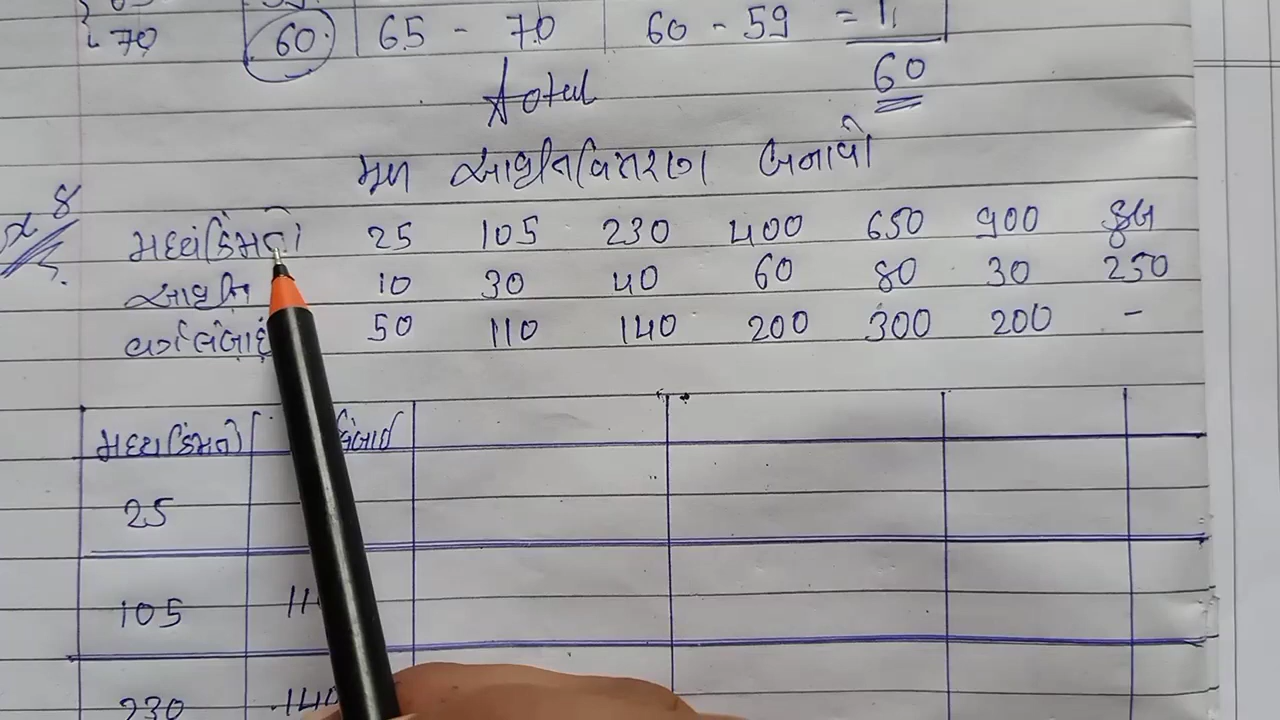 70 60 65 - 70 60 - 59 = 1
Total 60
મૂળ આવૃત્તિવિતરણ બનાવો
8
મધ્યકિંમતો 25 105 230 400 650 900 કુલ
આવૃત્તિ 10 30 40 60 80 30 250
વર્ગલંબાઈ 50 110 140 200 300 200 -
મધ્યકિંમતો
25
105
230 140